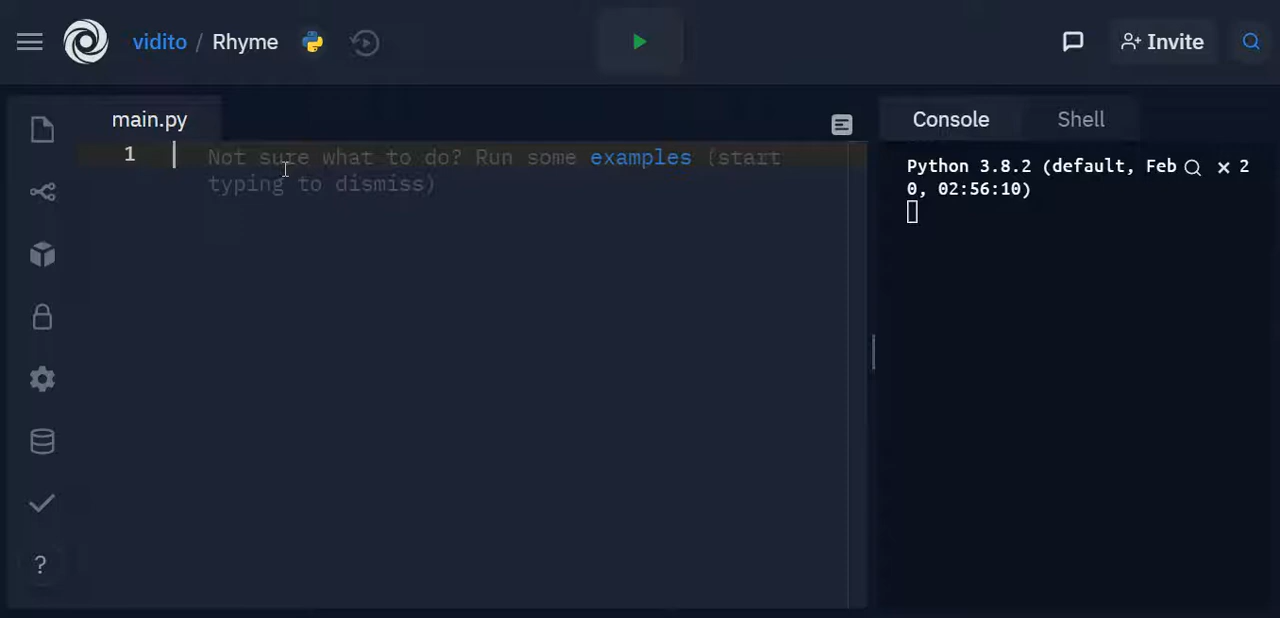 vidito / Rhyme
Invite
main.py
Console
Shell
1
Not sure what to do? Run some examples (start
typing to dismiss)
Python 3.8.2 (default, Feb 2
0, 02:56:10)
?